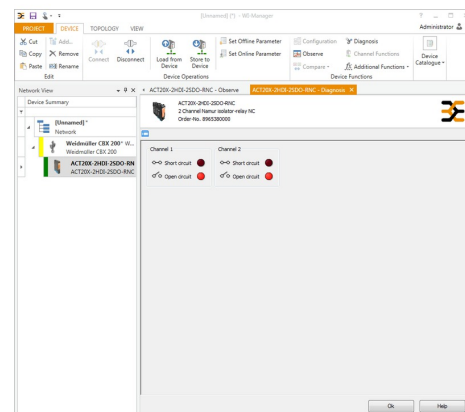 [Unnamed] (*) - WI-Manager
PROJECT DEVICE TOPOLOGY VIEW
Administrator
Cut
Copy
Paste
Add...
Remove
Rename
Edit
Connect
Disconnect
Load from Device
Store to Device
Device Operations
Set Offline Parameter
Set Online Parameter
Configuration
Observe
Compare
Diagnosis
Channel Functions
Additional Functions
Device Functions
Device Catalogue
Network View
ACT20X-2HDI-2SDO-RNC - Observe
ACT20X-2HDI-2SDO-RNC - Diagnosis
Device Summary
[Unnamed] *
Network
Weidmüller CBX 200* W...
Weidmüller CBX 200
ACT20X-2HDI-2SDO-RN
ACT20X-2HDI-2SDO-RNC
ACT20X-2HDI-2SDO-RNC
2 Channel Namur isolator-relay NC
Order-No. 8965380000
Channel 1
Short circuit
Open circuit
Channel 2
Short circuit
Open circuit
Ok
Help